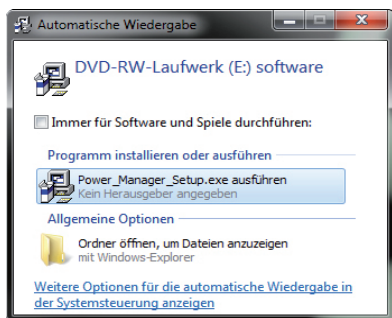 Automatische Wiedergabe
DVD-RW-Laufwerk (E:) software
Immer für Software und Spiele durchführen:
Programm installieren oder ausführen
Power_Manager_Setup.exe ausführen
Kein Herausgeber angegeben
Allgemeine Optionen
Ordner öffnen, um Dateien anzuzeigen
mit Windows-Explorer
Weitere Optionen für die automatische Wiedergabe in
der Systemsteuerung anzeigen